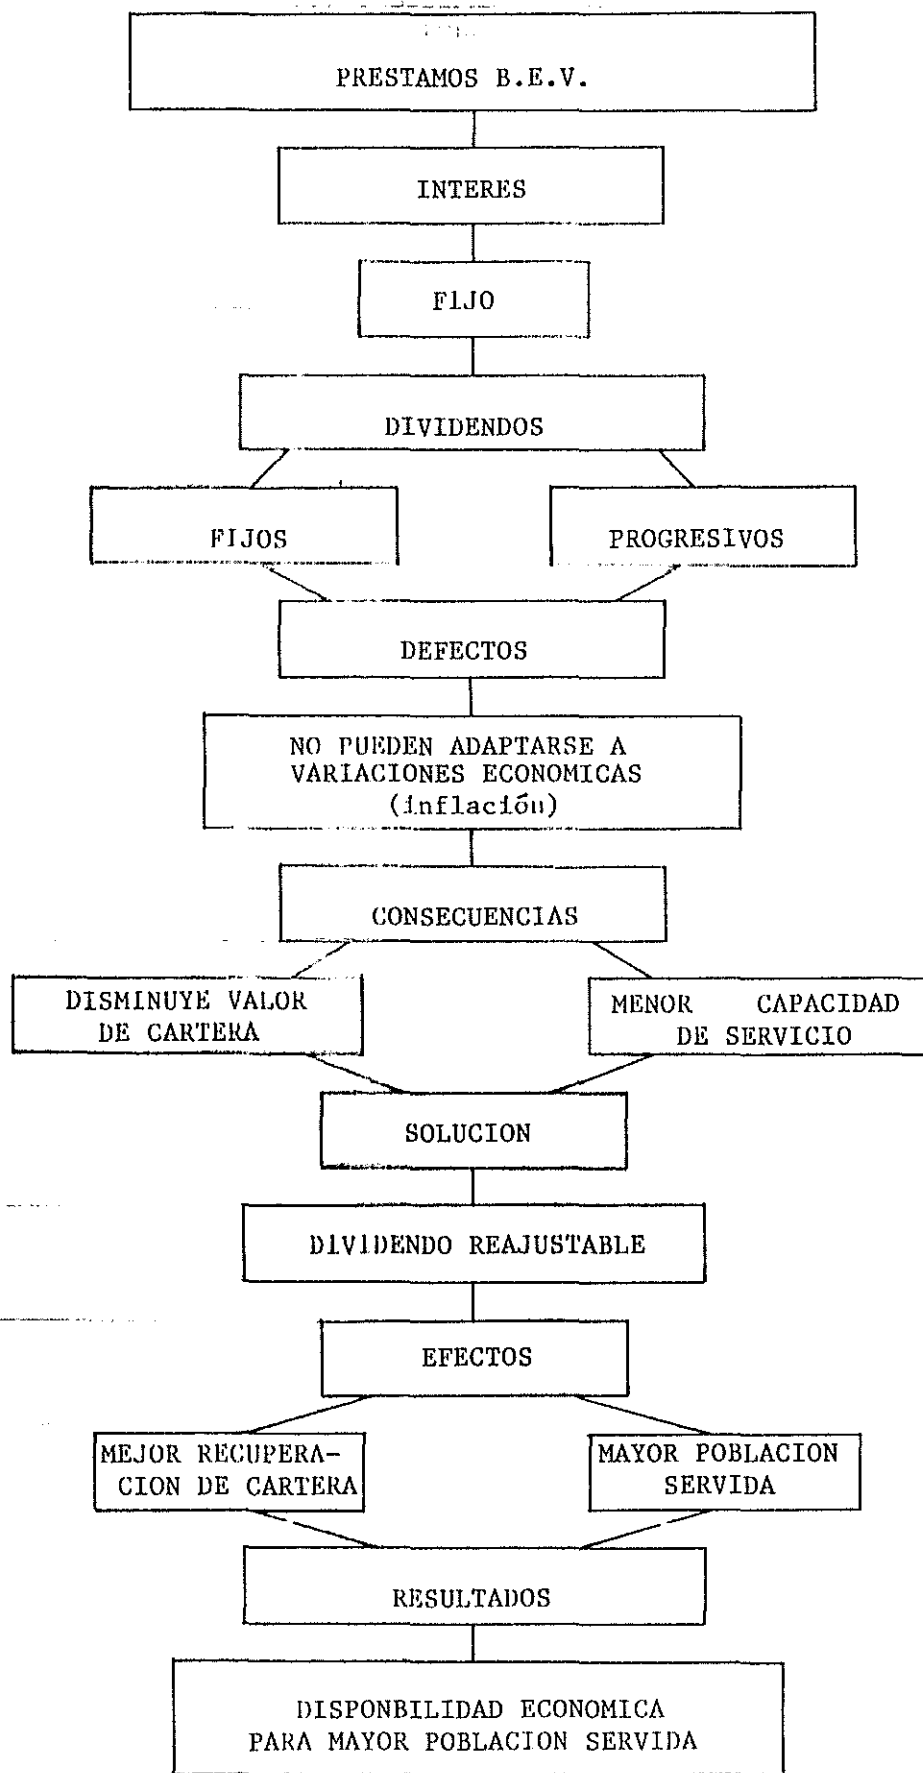 PRESTAMOS B.E.V.
INTERES
FIJO
DIVIDENDOS
FIJOS
PROGRESIVOS
DEFECTOS
NO PUEDEN ADAPTARSE A
VARIACIONES ECONOMICAS
(inflación)
CONSECUENCIAS
DISMINUYE VALOR
DE CARTERA
MENOR CAPACIDAD
DE SERVICIO
SOLUCION
DIVIDENDO REAJUSTABLE
EFECTOS
MEJOR RECUPERA-
CION DE CARTERA
MAYOR POBLACION
SERVIDA
RESULTADOS
DISPONBILIDAD ECONOMICA
PARA MAYOR POBLACION SERVIDA